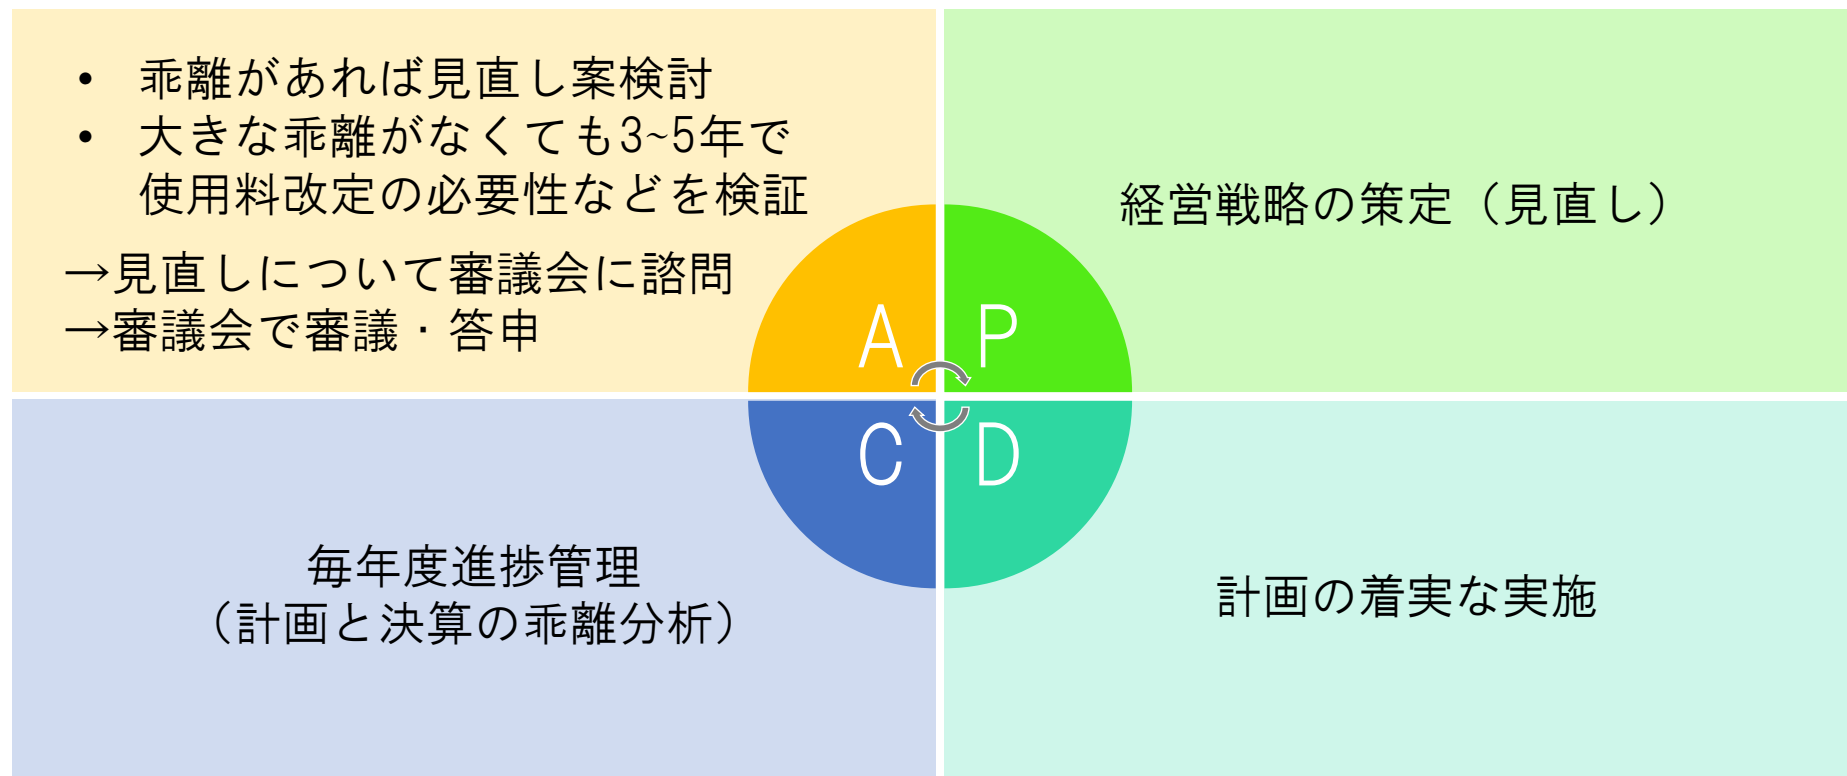 • 乖離があれば見直し案検討
• 大きな乖離がなくても3~5年で
使用料改定の必要性などを検証
→見直しについて審議会に諮問
→審議会で審議・答申
経営戦略の策定（見直し）
A
P
C
D
毎年度進捗管理
（計画と決算の乖離分析）
計画の着実な実施